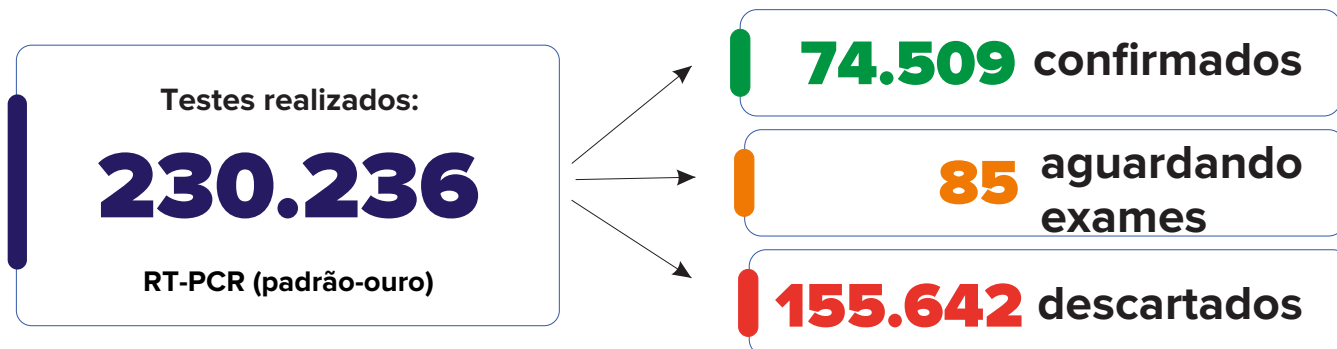 Testes realizados:
230.236
RT-PCR (padrão-ouro)
74.509 confirmados
85 aguardando
exames
155.642 descartados